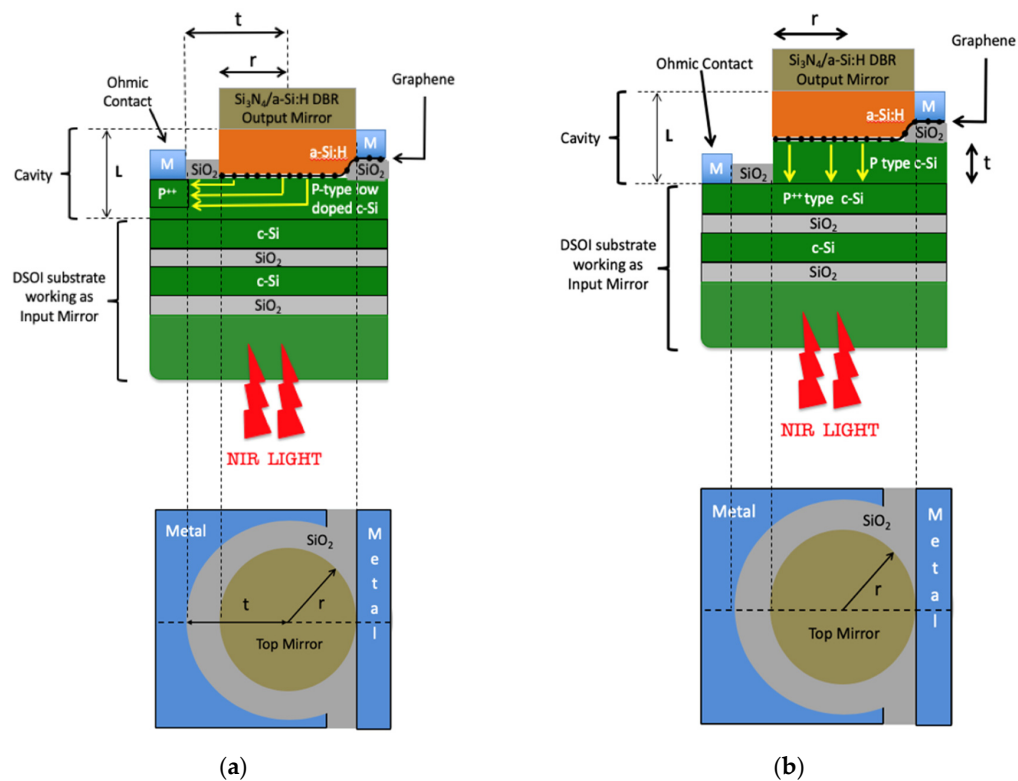 t
r
Graphene
Ohmic
Contact
Si₃N₄/a-Si:H DBR
Output Mirror
a-Si:H
M
M
SiO₂
Cavity
L
P⁺⁺
P-type low
doped c-Si
c-Si
SiO₂
c-Si
SiO₂
DSOI substrate
working as
Input Mirror
NIR LIGHT
Metal
SiO₂
Metal
t
r
Top Mirror
(a)
r
Graphene
Ohmic Contact
Si₃N₄/a-Si:H DBR
Output Mirror
a-Si:H
M
SiO₂
Cavity
L
M
SiO₂
P type c-Si
t
P⁺⁺ type c-Si
SiO₂
c-Si
SiO₂
DSOI substrate
working as
Input Mirror
NIR LIGHT
Metal
SiO₂
Metal
r
Top Mirror
(b)